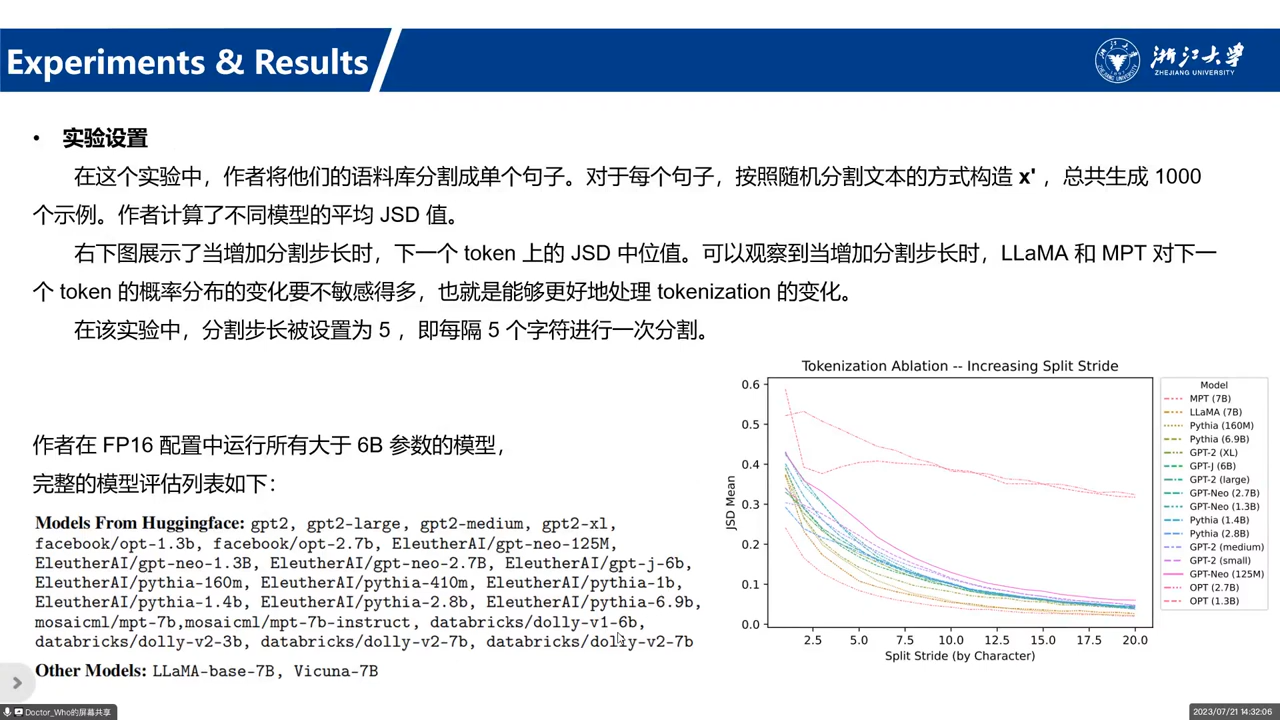 Experiments & Results
浙江大学
ZHEJIANG UNIVERSITY
• 实验设置
在这个实验中，作者将他们的语料库分割成单个句子。对于每个句子，按照随机分割文本的方式构造 x' ，总共生成 1000
个示例。作者计算了不同模型的平均 JSD 值。
右下图展示了当增加分割步长时，下一个 token 上的 JSD 中位值。可以观察到当增加分割步长时，LLaMA 和 MPT 对下一
个 token 的概率分布的变化要不敏感得多，也就是能够更好地处理 tokenization 的变化。
在该实验中，分割步长被设置为 5 ，即每隔 5 个字符进行一次分割。
作者在 FP16 配置中运行所有大于 6B 参数的模型，
完整的模型评估列表如下：
Models From Huggingface: gpt2, gpt2-large, gpt2-medium, gpt2-xl,
facebook/opt-1.3b, facebook/opt-2.7b, EleutherAI/gpt-neo-125M,
EleutherAI/gpt-neo-1.3B, EleutherAI/gpt-neo-2.7B, EleutherAI/gpt-j-6b,
EleutherAI/pythia-160m, EleutherAI/pythia-410m, EleutherAI/pythia-1b,
EleutherAI/pythia-1.4b, EleutherAI/pythia-2.8b, EleutherAI/pythia-6.9b,
mosaicml/mpt-7b,mosaicml/mpt-7b-instruct, databricks/dolly-v1-6b,
databricks/dolly-v2-3b, databricks/dolly-v2-7b, databricks/dolly-v2-7b
Other Models: LLaMA-base-7B, Vicuna-7B
Tokenization Ablation -- Increasing Split Stride
JSD Mean
0.6
0.5
0.4
0.3
0.2
0.1
0.0
2.5 5.0 7.5 10.0 12.5 15.0 17.5 20.0
Split Stride (by Character)
Model
MPT (7B)
LLaMA (7B)
Pythia (160M)
Pythia (6.9B)
GPT-2 (XL)
GPT-J (6B)
GPT-2 (large)
GPT-Neo (2.7B)
GPT-Neo (1.3B)
Pythia (1.4B)
Pythia (2.8B)
GPT-2 (medium)
GPT-2 (small)
GPT-Neo (125M)
OPT (2.7B)
OPT (1.3B)
Doctor_Who的屏幕共享
2023/07/21 14:32:06